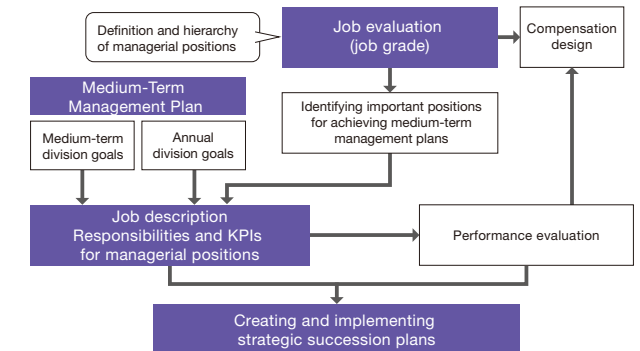 Definition and hierarchy
of managerial positions
Job evaluation
(job grade)
Compensation
design
Medium-Term
Management Plan
Identifying important positions
for achieving medium-term
management plans
Medium-term
division goals
Annual
division goals
Job description
Responsibilities and KPIs
for managerial positions
Performance evaluation
Creating and implementing
strategic succession plans